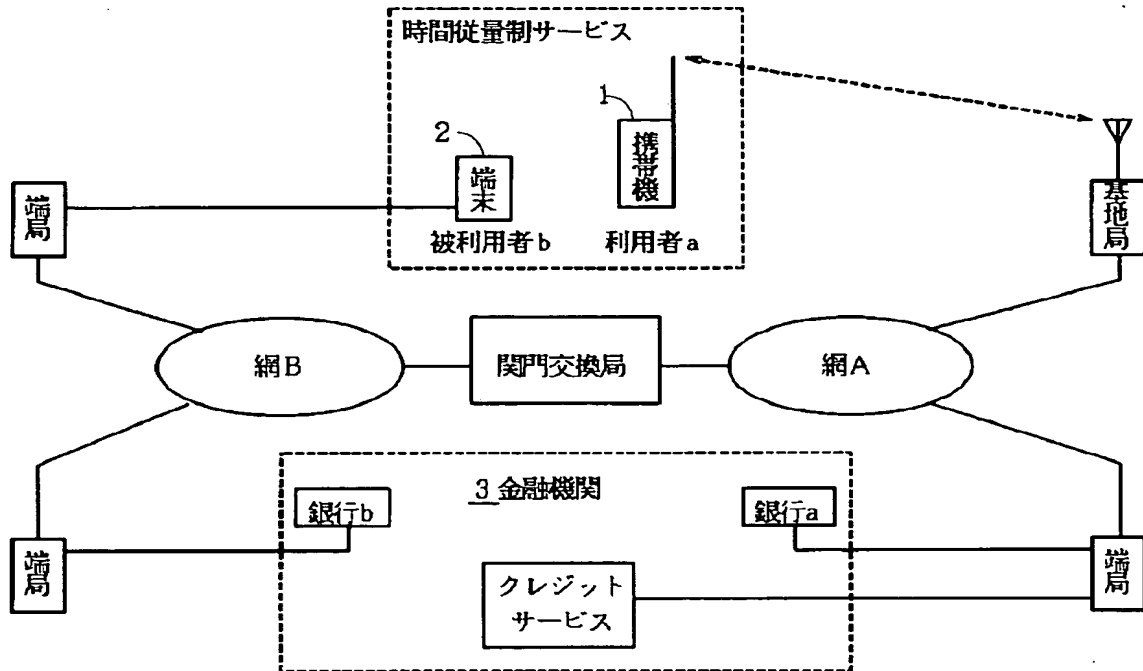 時間従量制サービス
1
携帯機
2
端末
端局
基地局
被利用者b
利用者a
網B
関門交換局
網A
3 金融機関
銀行b
銀行a
端局
端局
クレジット
サービス